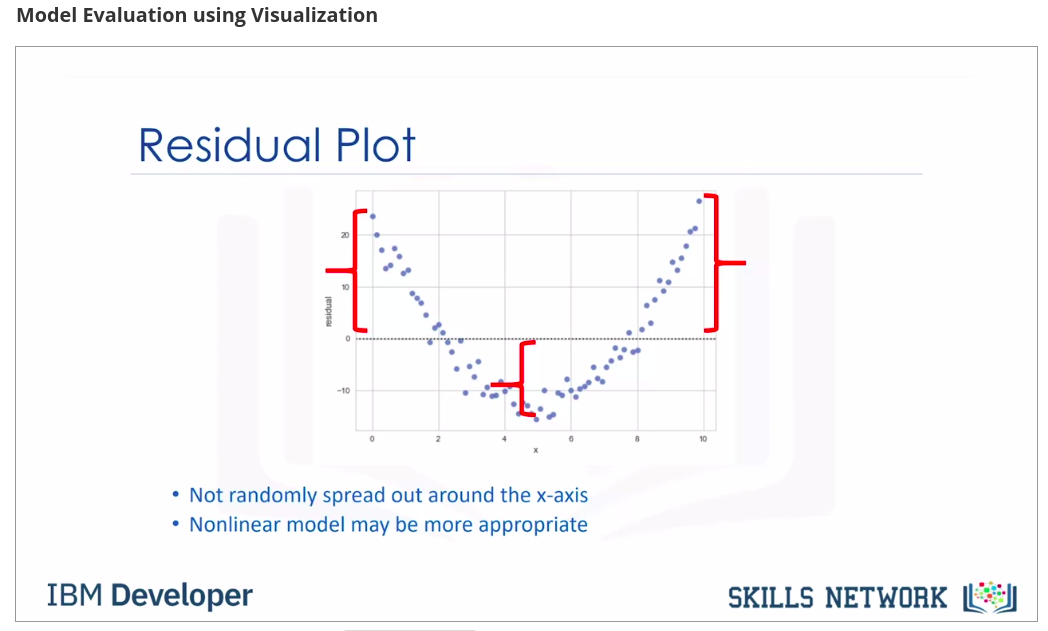 Model Evaluation using Visualization
Residual Plot
20
10
0
−10
residual
0 2 4 6 8 10
x
• Not randomly spread out around the x-axis
• Nonlinear model may be more appropriate
IBM Developer
SKILLS NETWORK